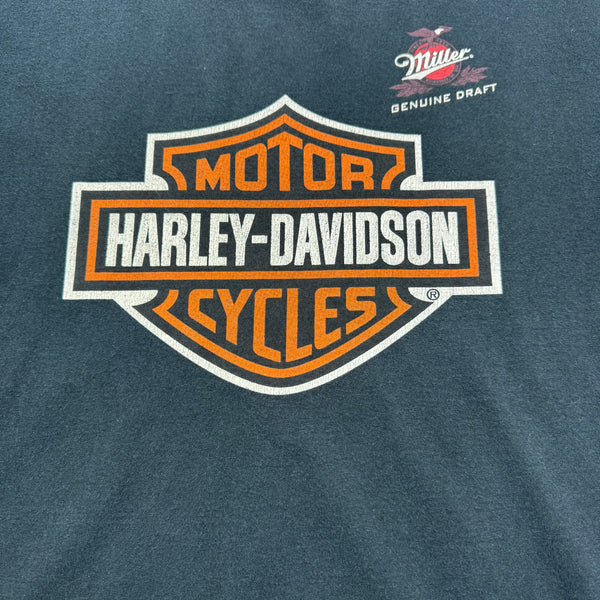 Miller
GENUINE DRAFT
MOTOR
HARLEY-DAVIDSON
CYCLES
®